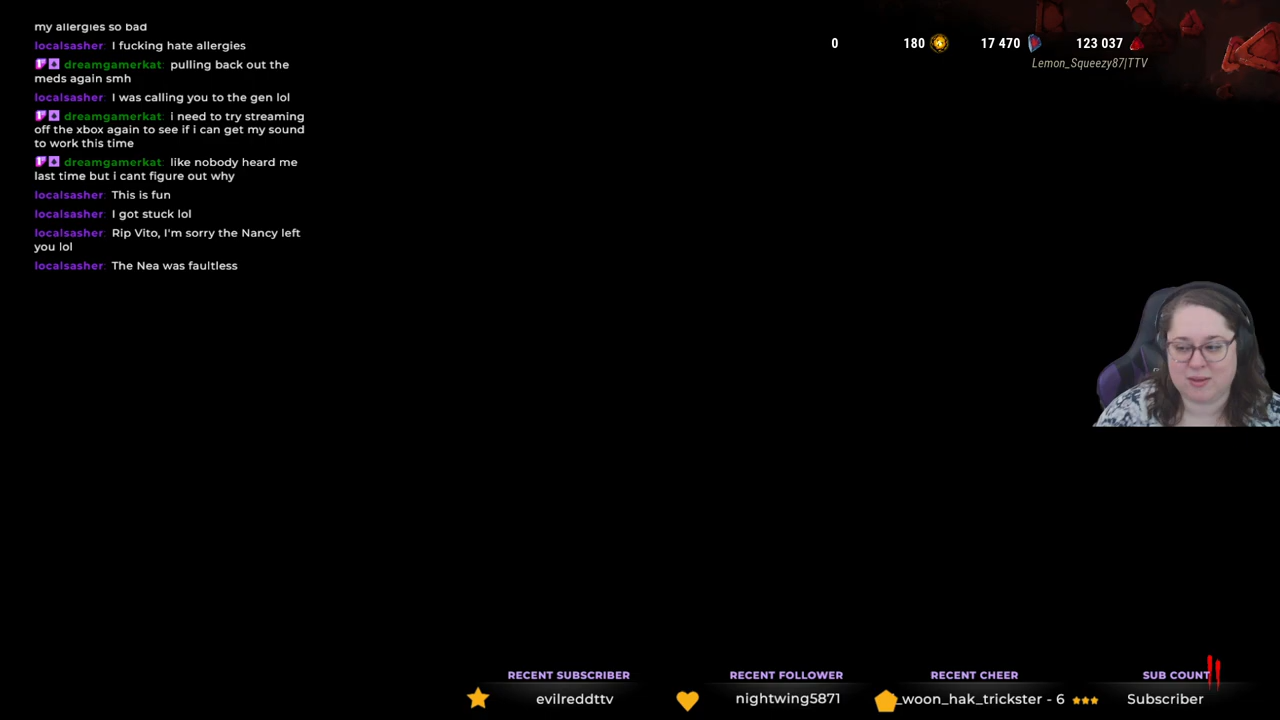 my allergies so bad
localsasher: I fucking hate allergies
dreamgamerkat: pulling back out the
meds again smh
localsasher: I was calling you to the gen lol
dreamgamerkat: i need to try streaming
off the xbox again to see if i can get my sound
to work this time
dreamgamerkat: like nobody heard me
last time but i cant figure out why
localsasher: This is fun
localsasher: I got stuck lol
localsasher: Rip Vito, I'm sorry the Nancy left
you lol
localsasher: The Nea was faultless
0 180 17 470 123 037
Lemon_Squeezy87|TTV
RECENT SUBSCRIBER
evilreddttv
RECENT FOLLOWER
nightwing5871
RECENT CHEER
_woon_hak_trickster - 6
SUB COUNT
Subscriber